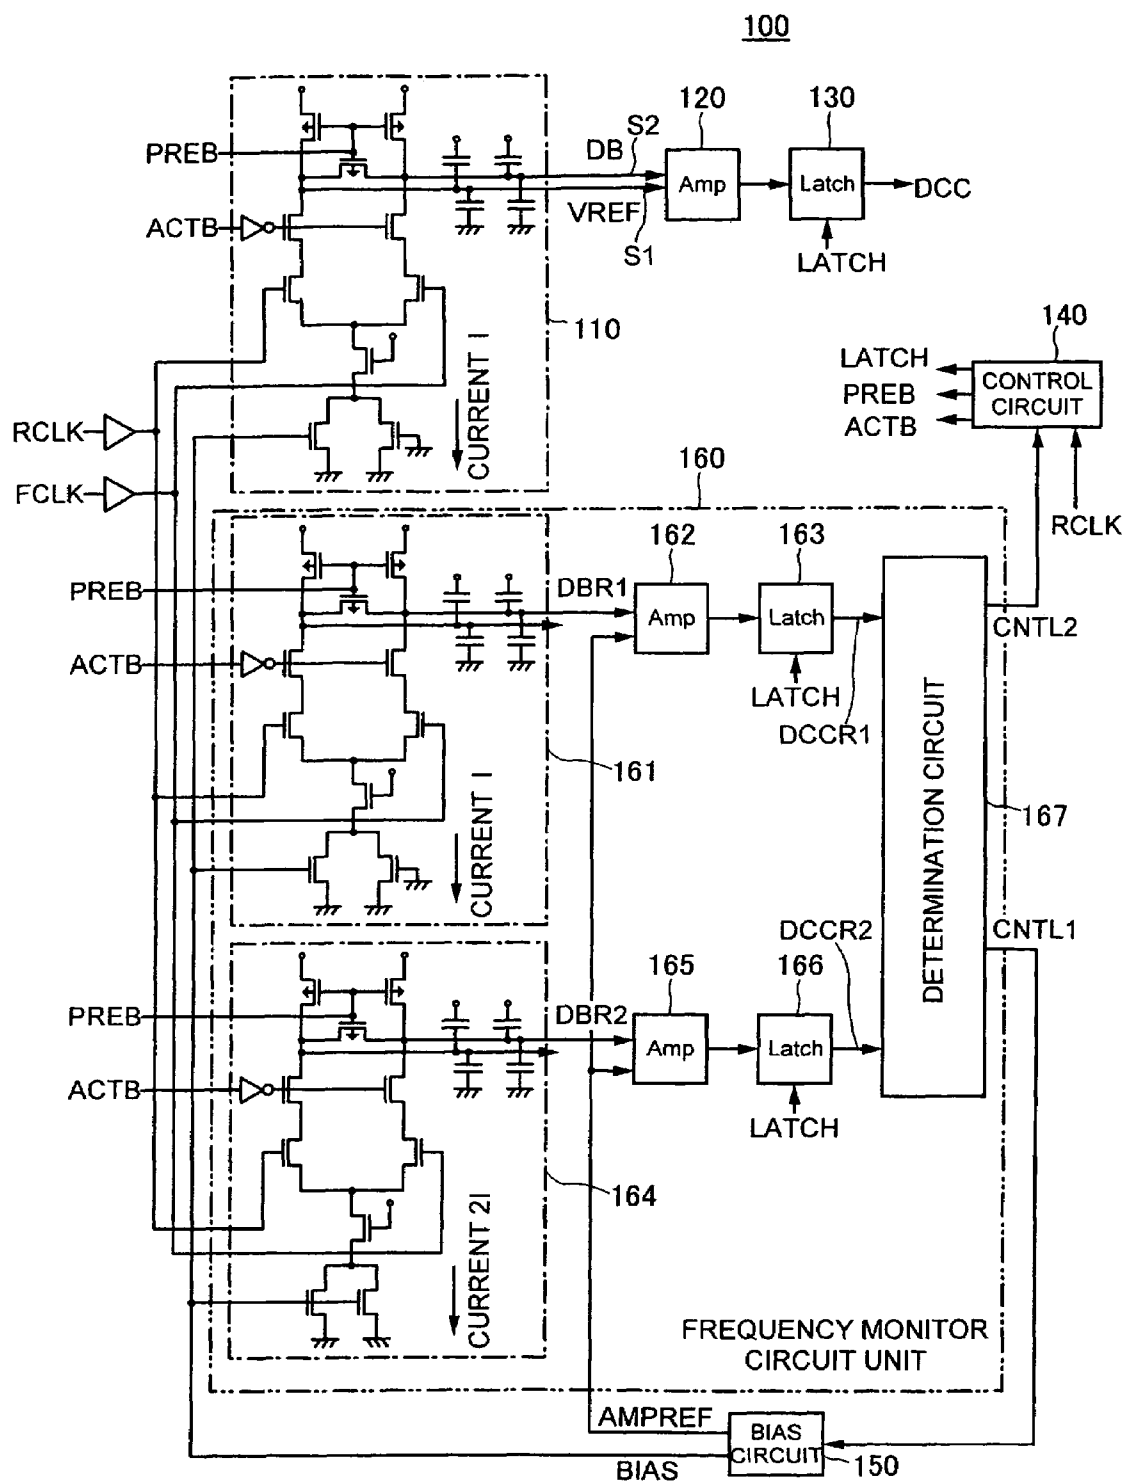 100
PREB
ACTB
DB
S2
VREF
S1
120
Amp
130
Latch
DCC
LATCH
110
CURRENT I
140
LATCH
PREB
ACTB
CONTROL
CIRCUIT
RCLK
RCLK
FCLK
160
PREB
ACTB
DBR1
162
Amp
163
Latch
LATCH
DCCR1
CNTL2
161
CURRENT I
DETERMINATION CIRCUIT
167
CNTL1
PREB
ACTB
DBR2
165
Amp
166
Latch
LATCH
DCCR2
164
CURRENT 2I
FREQUENCY MONITOR
CIRCUIT UNIT
AMPREF
BIAS
BIAS
CIRCUIT
150